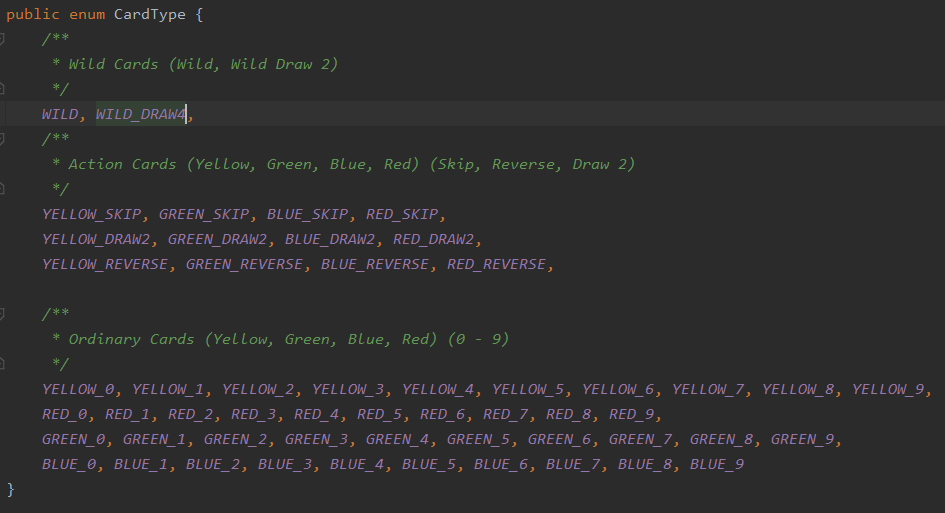 public enum CardType {
/**
* Wild Cards (Wild, Wild Draw 2)
*/
WILD, WILD_DRAW4,
/**
* Action Cards (Yellow, Green, Blue, Red) (Skip, Reverse, Draw 2)
*/
YELLOW_SKIP, GREEN_SKIP, BLUE_SKIP, RED_SKIP,
YELLOW_DRAW2, GREEN_DRAW2, BLUE_DRAW2, RED_DRAW2,
YELLOW_REVERSE, GREEN_REVERSE, BLUE_REVERSE, RED_REVERSE,
/**
* Ordinary Cards (Yellow, Green, Blue, Red) (0 - 9)
*/
YELLOW_0, YELLOW_1, YELLOW_2, YELLOW_3, YELLOW_4, YELLOW_5, YELLOW_6, YELLOW_7, YELLOW_8, YELLOW_9,
RED_0, RED_1, RED_2, RED_3, RED_4, RED_5, RED_6, RED_7, RED_8, RED_9,
GREEN_0, GREEN_1, GREEN_2, GREEN_3, GREEN_4, GREEN_5, GREEN_6, GREEN_7, GREEN_8, GREEN_9,
BLUE_0, BLUE_1, BLUE_2, BLUE_3, BLUE_4, BLUE_5, BLUE_6, BLUE_7, BLUE_8, BLUE_9
}